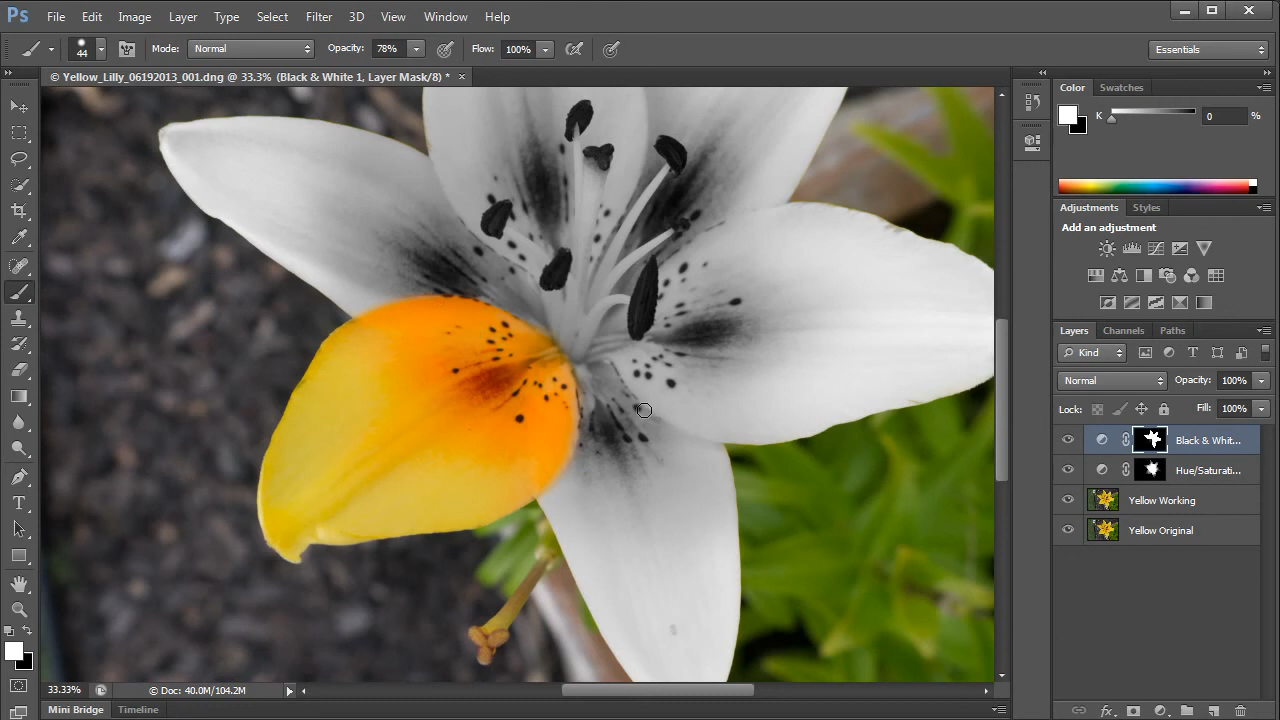 Ps File Edit Image Layer Type Select Filter 3D View Window Help
44 Mode: Normal Opacity: 78% Flow: 100% Essentials
© Yellow_Lilly_06192013_001.dng @ 33.3% (Black & White 1, Layer Mask/8) * ×
Color Swatches
K 0 %
Adjustments Styles
Add an adjustment
Layers Channels Paths
Kind
Normal Opacity: 100%
Lock: Fill: 100%
Black & Whit...
Hue/Saturati...
Yellow Working
Yellow Original
33.33% © Doc: 40.0M/104.2M
Mini Bridge Timeline